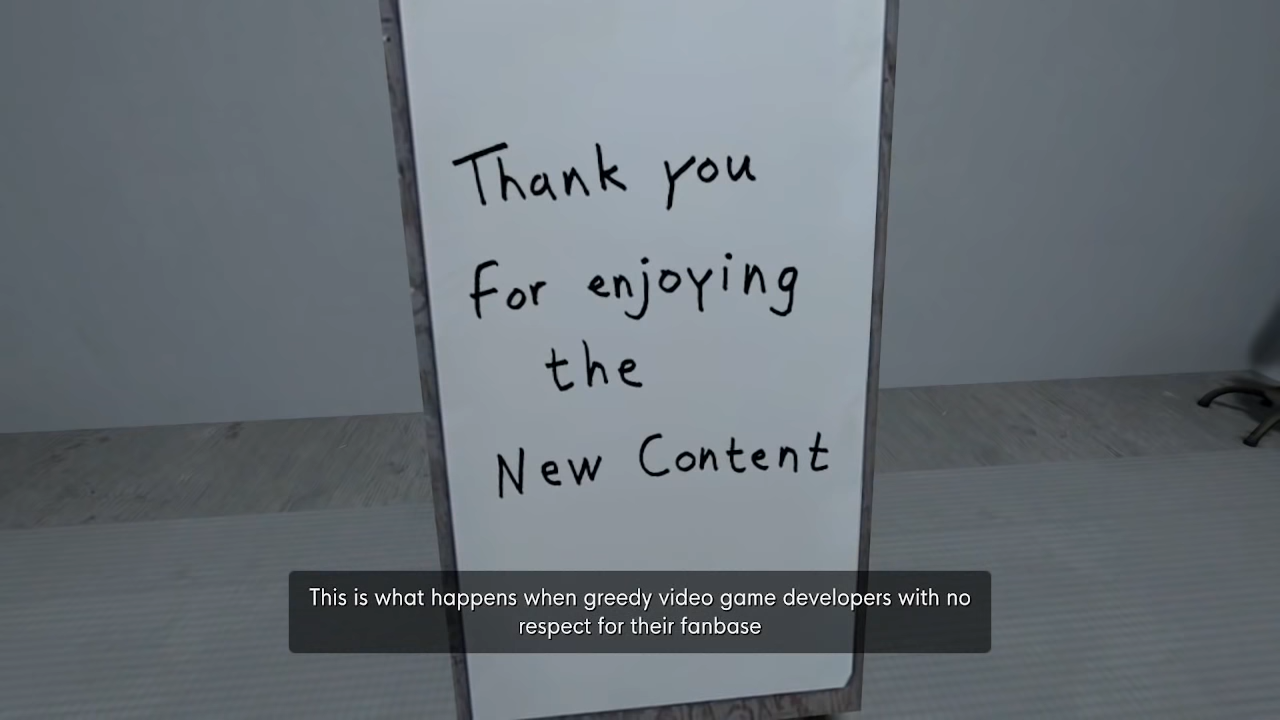 Thank you
for enjoying
the
New Content
This is what happens when greedy video game developers with no
respect for their fanbase